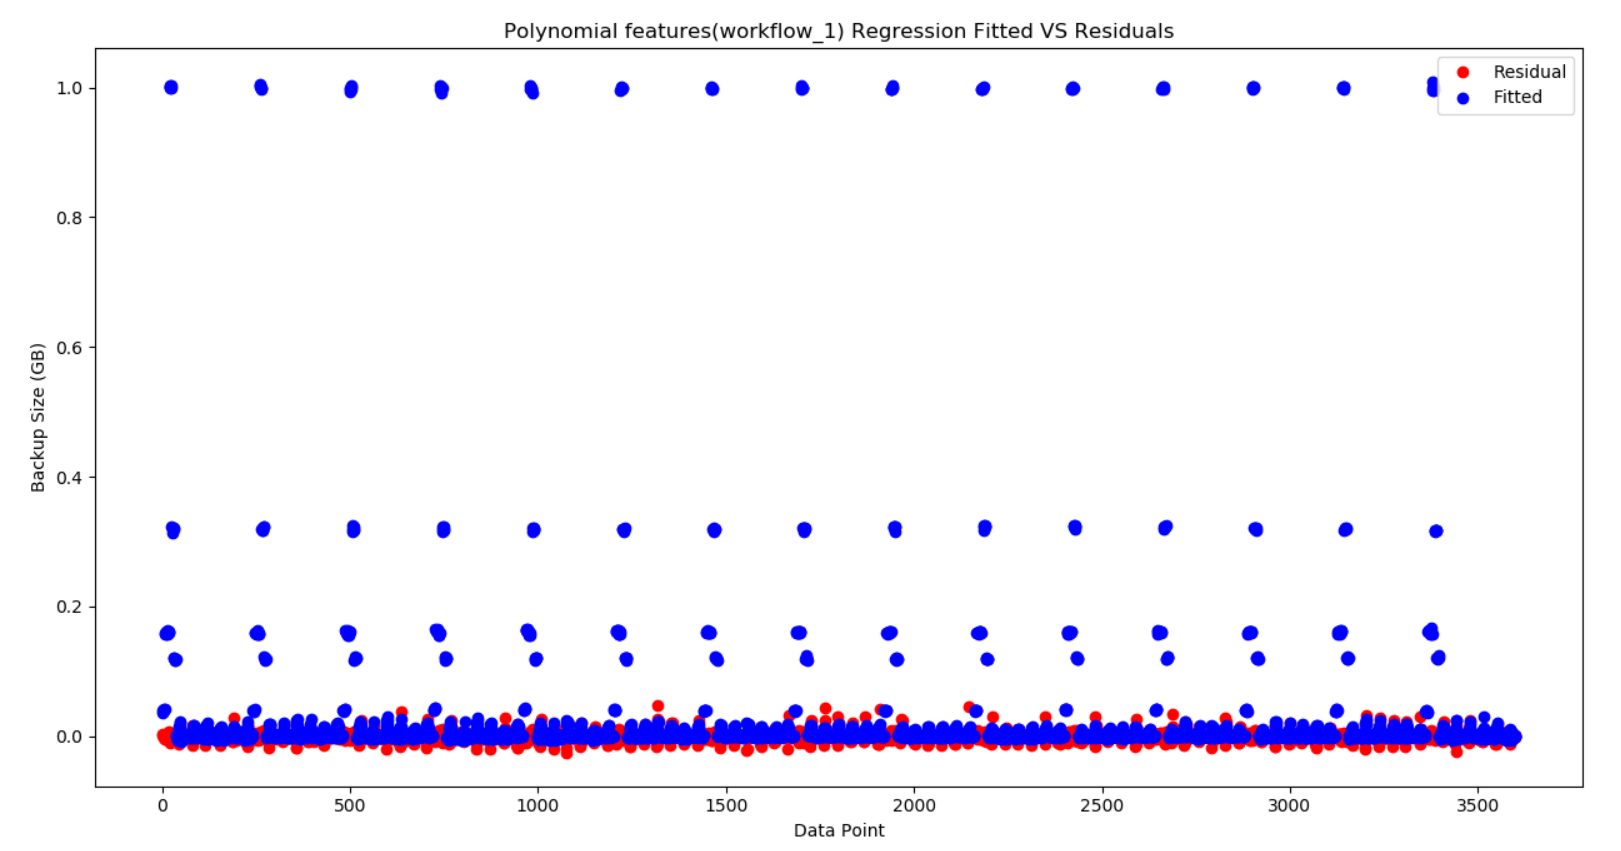 Polynomial features(workflow_1) Regression Fitted VS Residuals
Residual
Fitted
1.0
0.8
0.6
0.4
0.2
0.0
Backup Size (GB)
0 500 1000 1500 2000 2500 3000 3500
Data Point